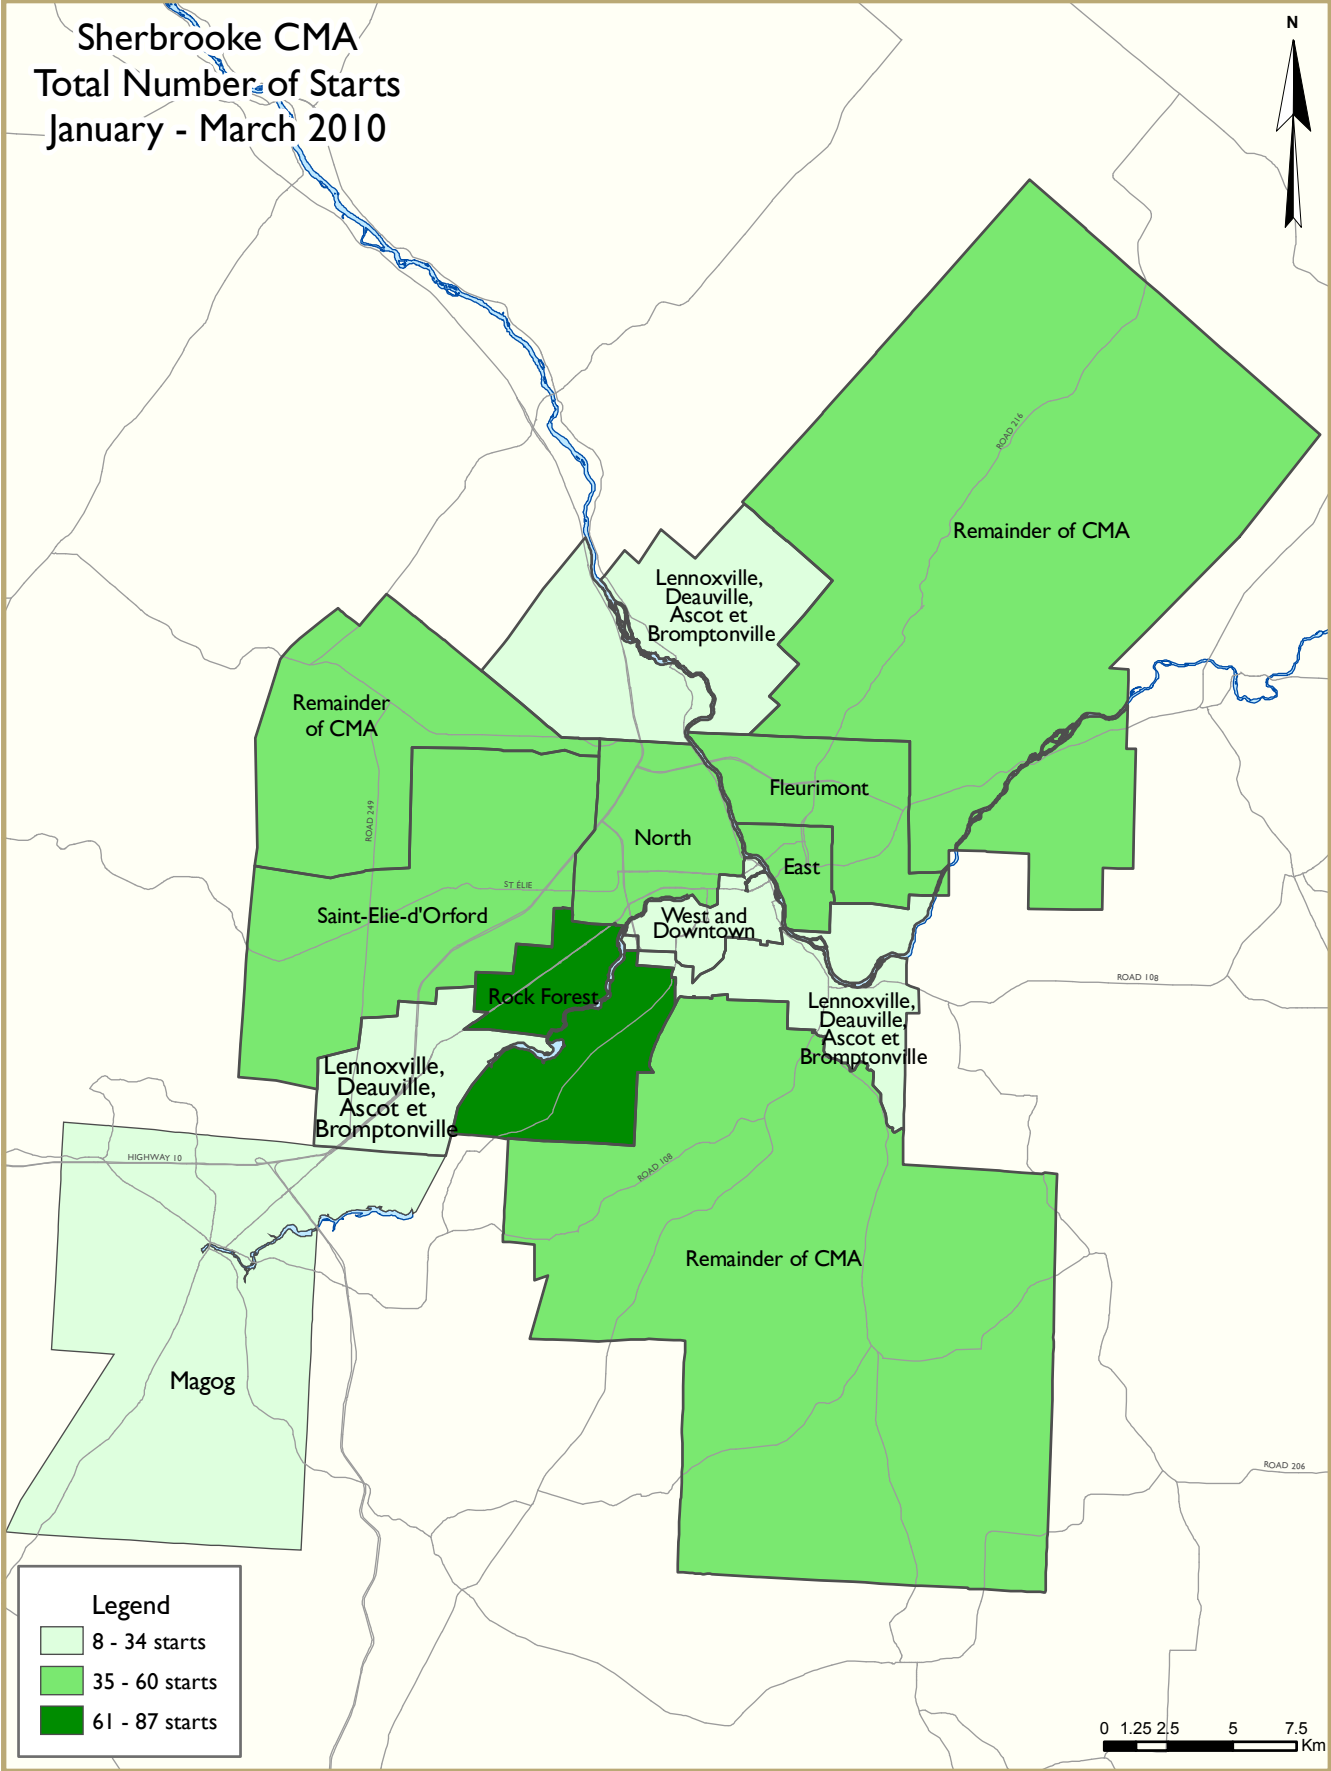 Sherbrooke CMA
Total Number of Starts
January - March 2010
N
ROAD 216
Remainder of CMA
Lennoxville,
Deauville,
Ascot et
Bromptonville
Remainder
of CMA
ROAD 249
Fleurimont
North
East
ST ÉLIE
Saint-Elie-d'Orford
West and
Downtown
ROAD 108
Rock Forest
Lennoxville,
Deauville,
Ascot et
Bromptonville
Lennoxville,
Deauville,
Ascot et
Bromptonville
HIGHWAY 10
ROAD 108
Remainder of CMA
Magog
ROAD 206
Legend
8 - 34 starts
35 - 60 starts
61 - 87 starts
0 1.25 2.5 5 7.5
Km